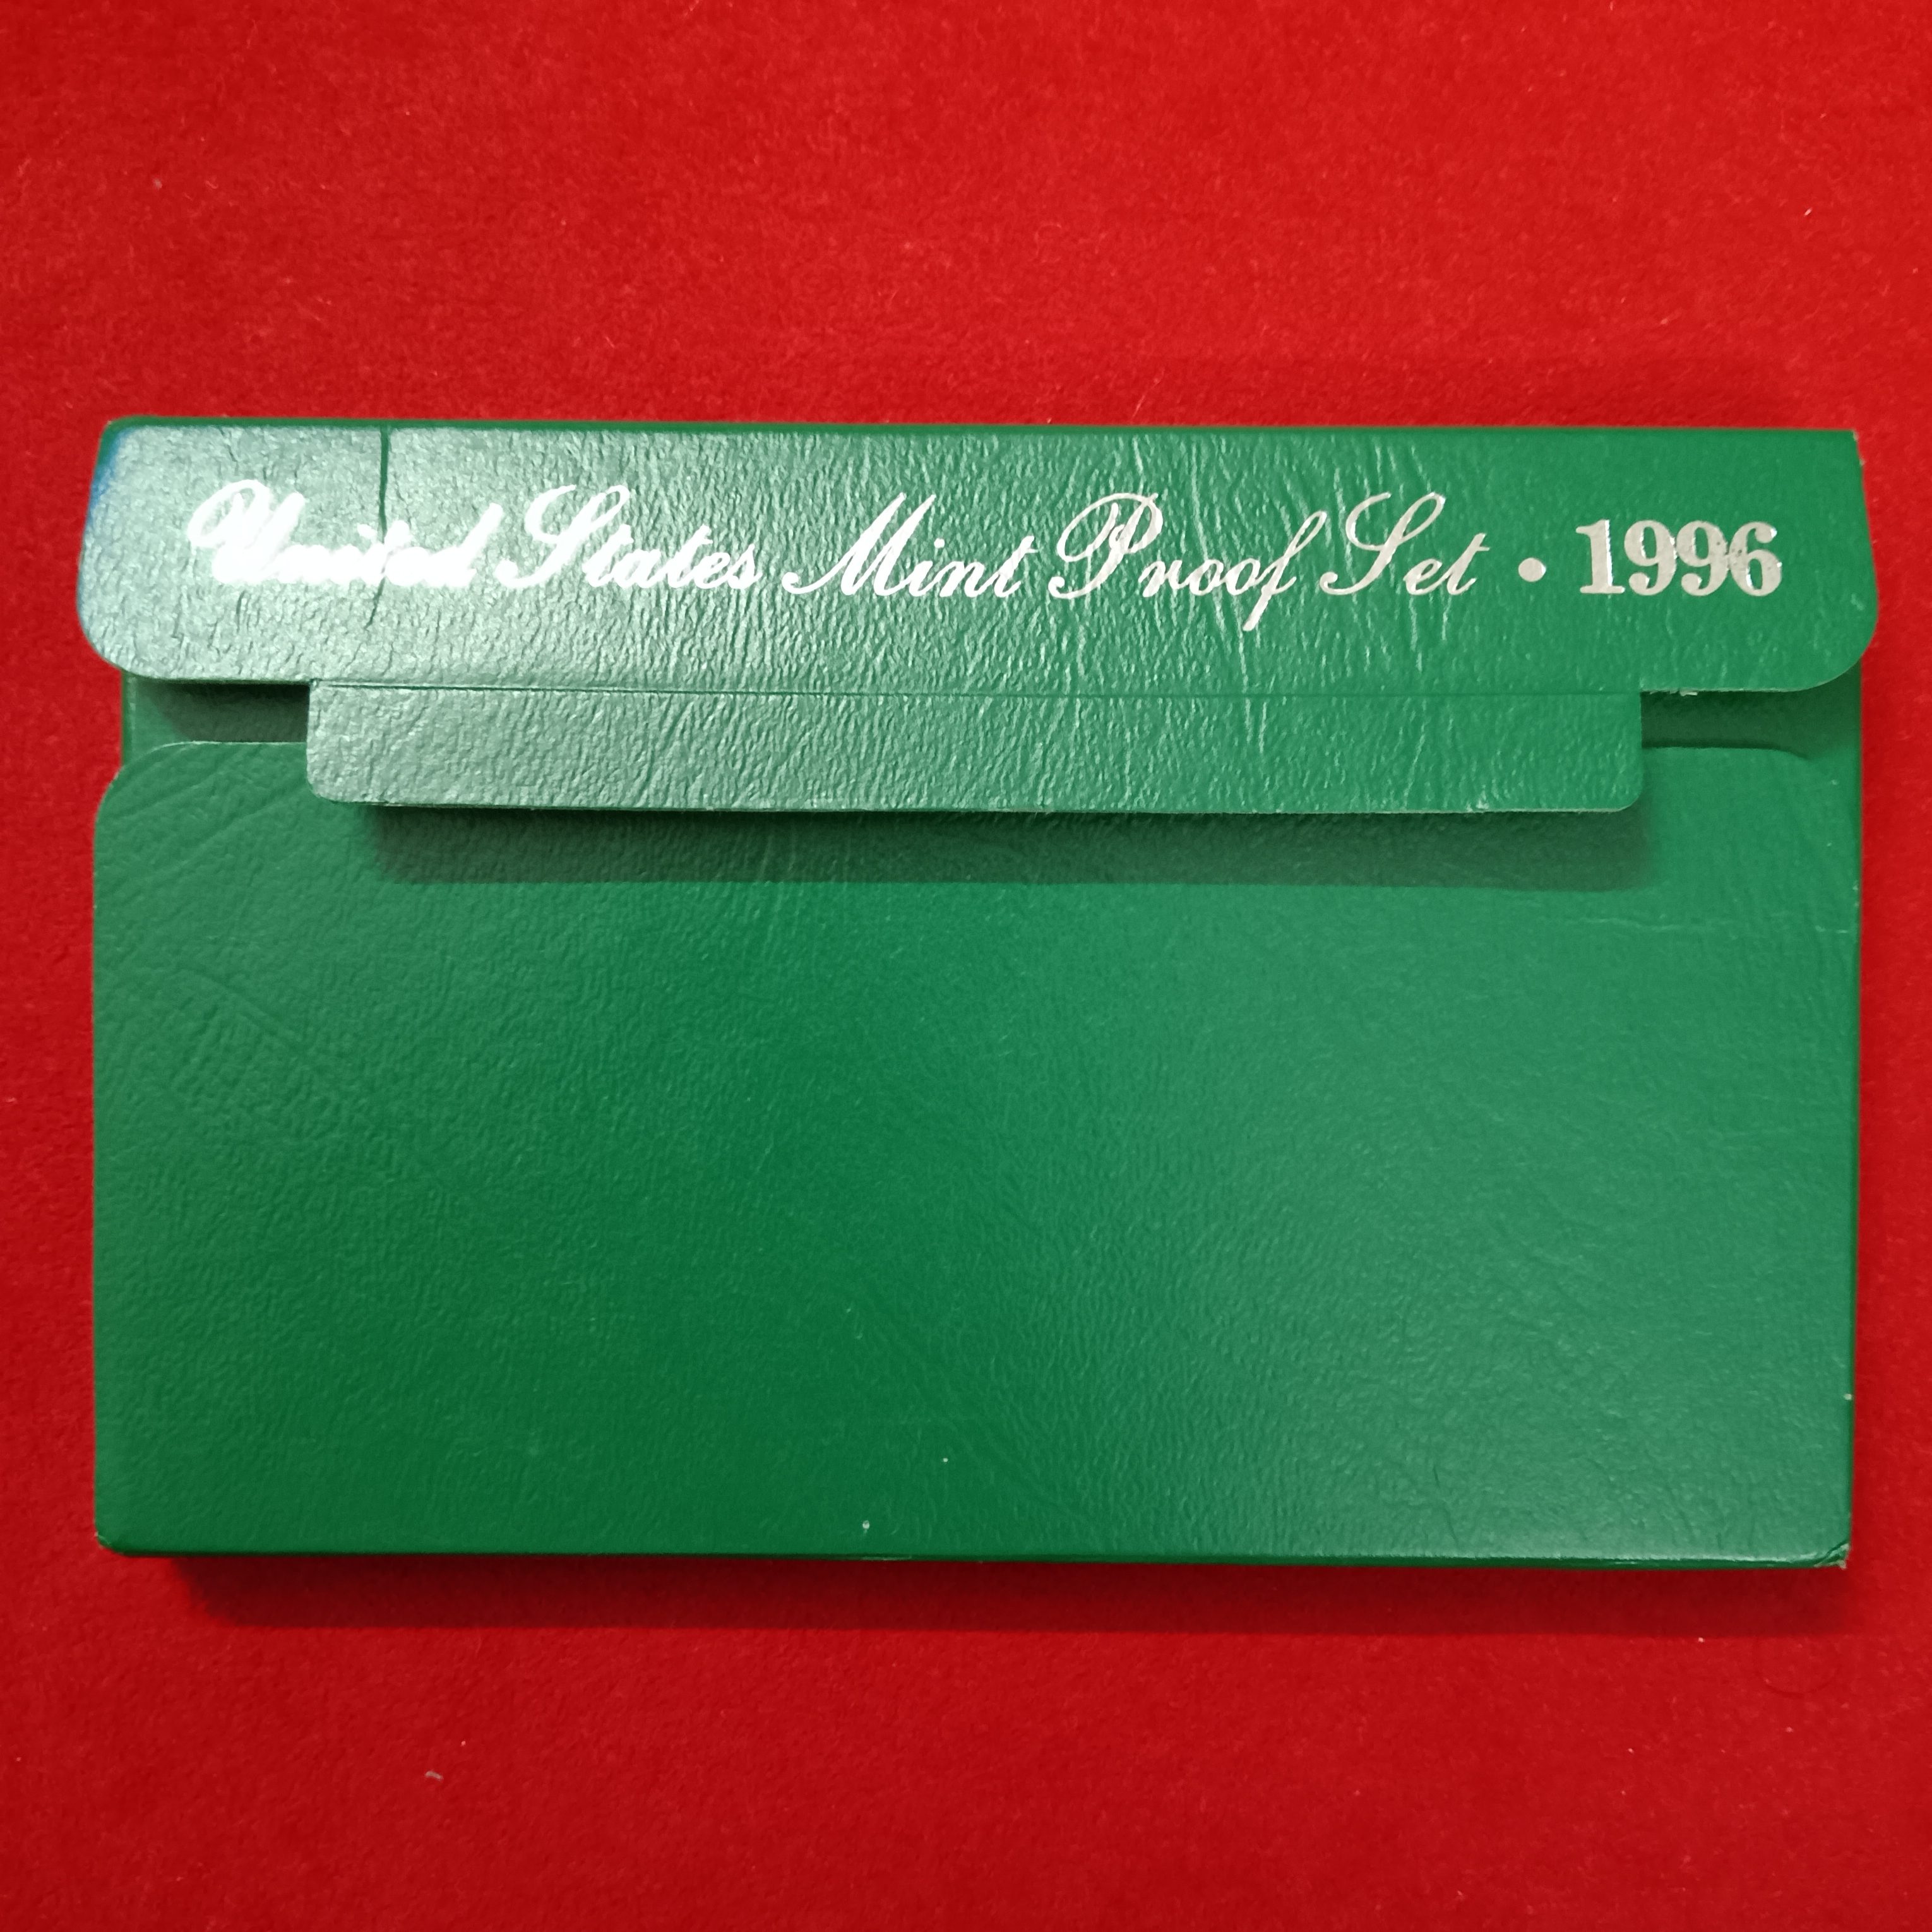 United States Mint Proof Set • 1996